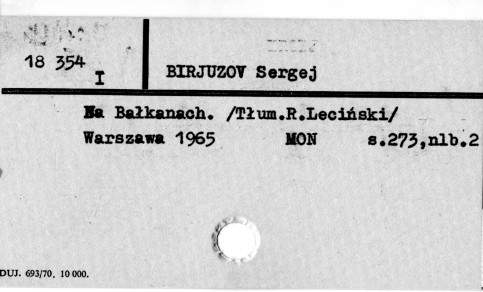 18 354
I
BIRJUZOV Sergej
Na Bałkanach. /Tłum.R.Leciński/
Warszawa 1965 MON s.273,nlb.2
DUJ. 693/70. 10 000.